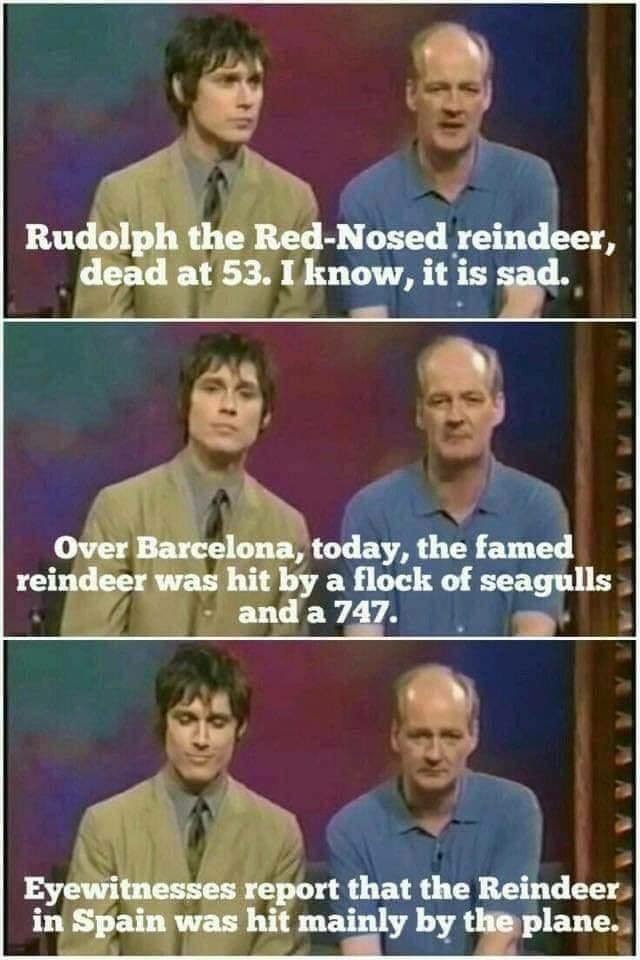 Rudolph the Red-Nosed reindeer,
dead at 53. I know, it is sad.
Over Barcelona, today, the famed
reindeer was hit by a flock of seagulls
and a 747.
Eyewitnesses report that the Reindeer
in Spain was hit mainly by the plane.